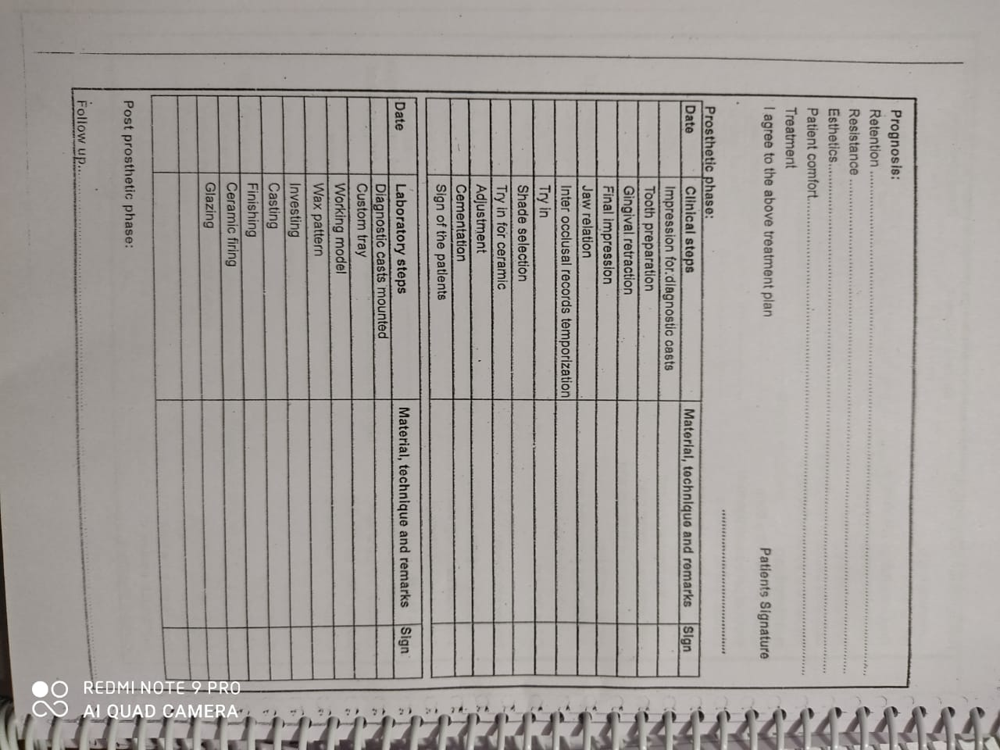 Prognosis:
Retention
Resistance
Esthetics
Patient comfort
Treatment
I agree to the above treatment plan Patients Signature
Prosthetic phase:
Date Clinical steps Material, technique and remarks Sign
Impression for diagnostic casts
Tooth preparation
Gingival retraction
Final impression
Jaw relation
Inter occlusal records temporization
Try in
Shade selection
Try in for ceramic
Adjustment
Cementation
Sign of the patients
Date Laboratory steps Material, technique and remarks Sign
Diagnostic casts mounted
Custom tray
Working model
Wax pattern
Investing
Casting
Finishing
Ceramic firing
Glazing
Post prosthetic phase:
Follow up
REDMI NOTE 9 PRO
AI QUAD CAMERA